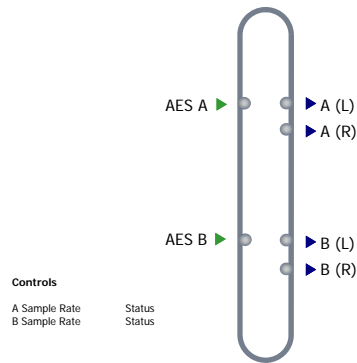 AES A
A (L)
A (R)
AES B
B (L)
B (R)
Controls
A Sample Rate Status
B Sample Rate Status